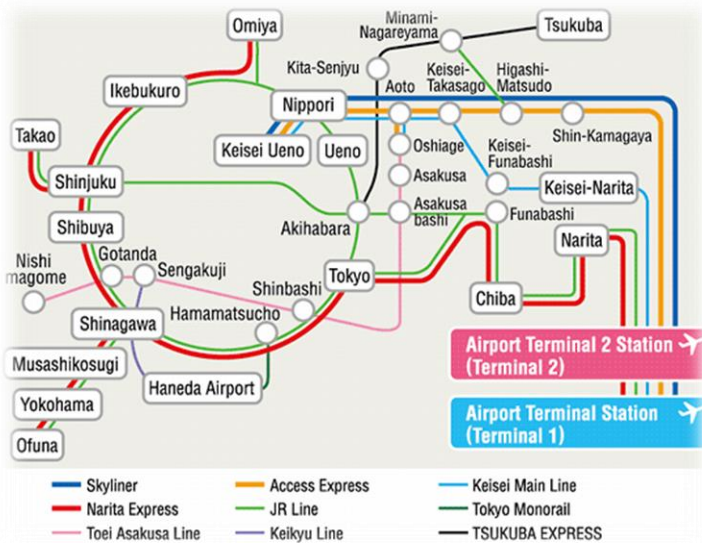 Omiya
Minami-
Nagareyama
Tsukuba
Kita-Senjyu
Aoto
Keisei-
Takasago
Higashi-
Matsudo
Ikebukuro
Nippori
Takao
Keisei Ueno
Ueno
Oshiage
Shin-Kamagaya
Keisei-
Funabashi
Shinjuku
Asakusa
Keisei-Narita
Shibuya
Akihabara
Asakusa
bashi
Funabashi
Narita
Nishi
magome
Gotanda
Sengakuji
Shinbashi
Tokyo
Hamamatsucho
Chiba
Shinagawa
Airport Terminal 2 Station
(Terminal 2)
Musashikosugi
Haneda Airport
Yokohama
Airport Terminal Station
(Terminal 1)
Ofuna
Skyliner
Access Express
Keisei Main Line
Narita Express
JR Line
Tokyo Monorail
Toei Asakusa Line
Keikyu Line
TSUKUBA EXPRESS